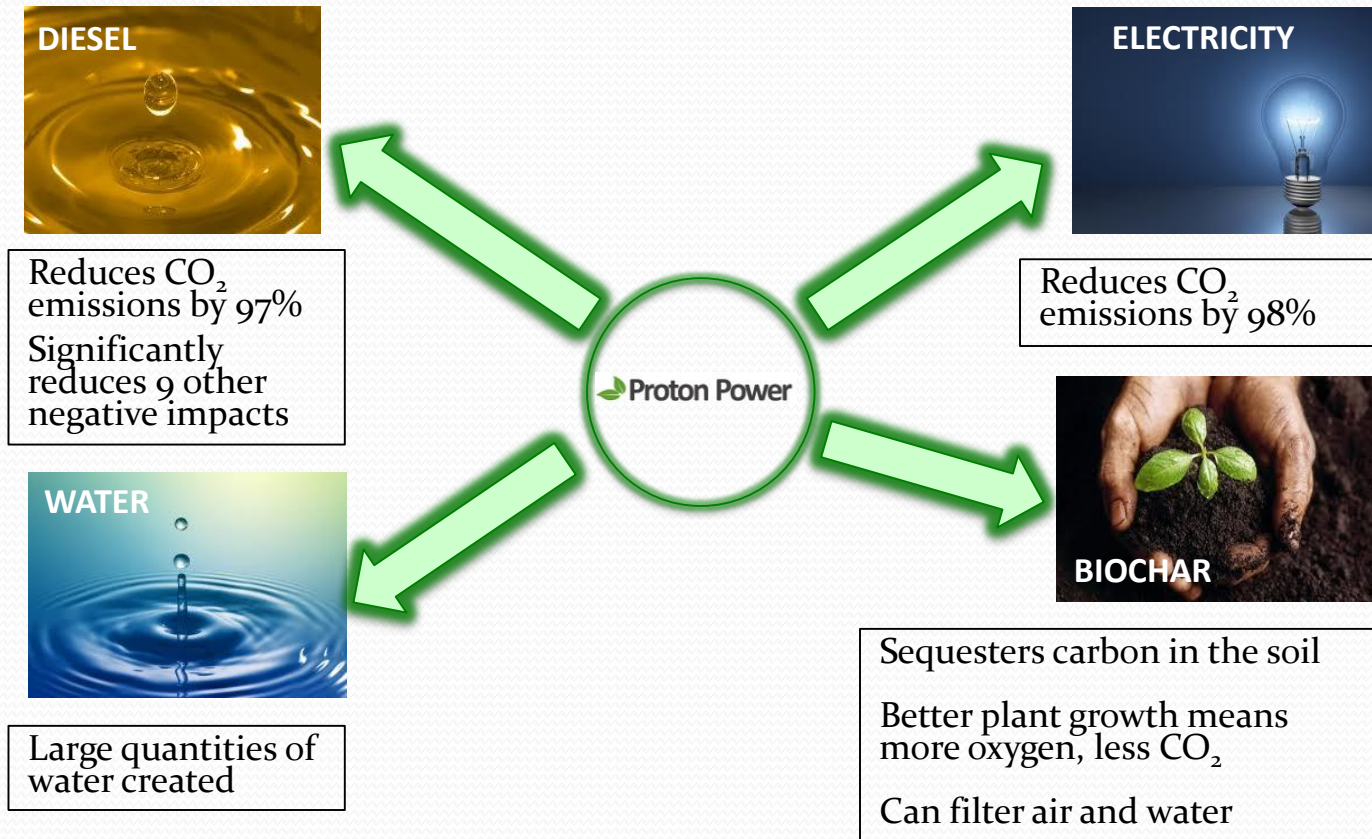 DIESEL
Reduces CO₂
emissions by 97%
Significantly
reduces 9 other
negative impacts
ELECTRICITY
Reduces CO₂
emissions by 98%
Proton Power
WATER
Large quantities of
water created
BIOCHAR
Sequesters carbon in the soil
Better plant growth means
more oxygen, less CO₂
Can filter air and water